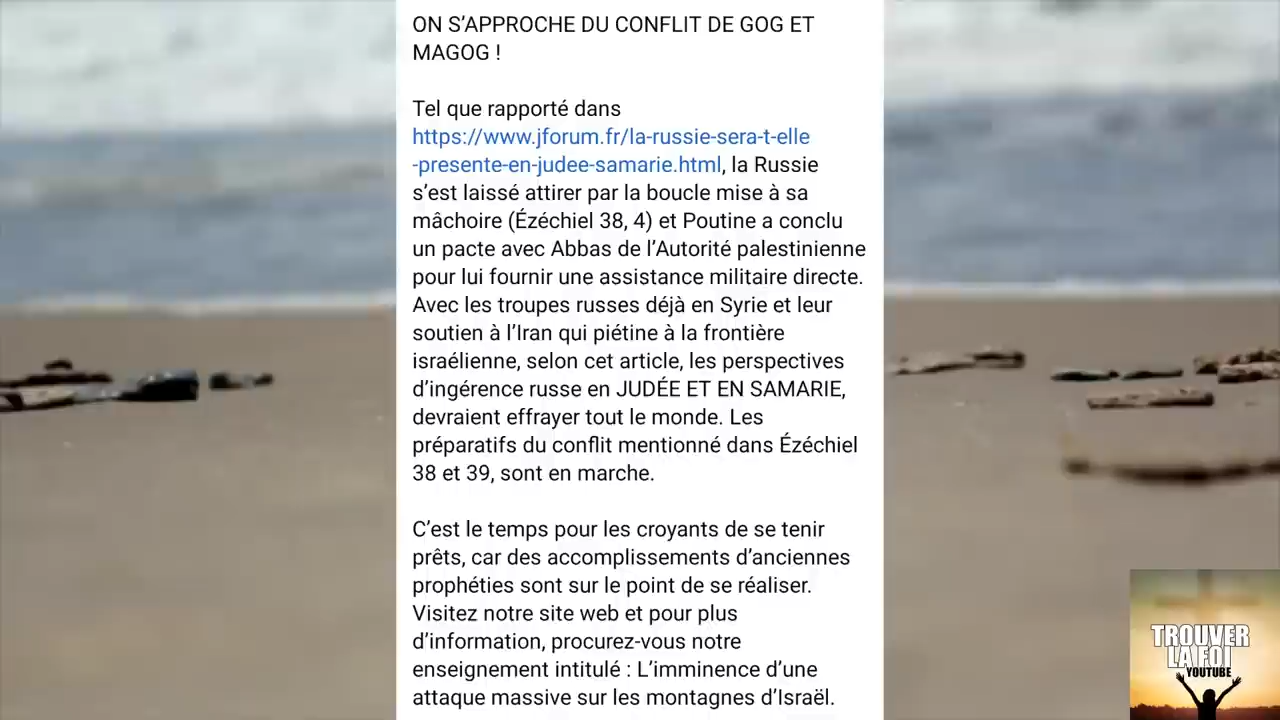 ON S’APPROCHE DU CONFLIT DE GOG ET
MAGOG !
Tel que rapporté dans
https://www.jforum.fr/la-russie-sera-t-elle
-presente-en-judee-samarie.html, la Russie
s’est laissé attirer par la boucle mise à sa
mâchoire (Ézéchiel 38, 4) et Poutine a conclu
un pacte avec Abbas de l’Autorité palestinienne
pour lui fournir une assistance militaire directe.
Avec les troupes russes déjà en Syrie et leur
soutien à l’Iran qui piétine à la frontière
israélienne, selon cet article, les perspectives
d’ingérence russe en JUDÉE ET EN SAMARIE,
devraient effrayer tout le monde. Les
préparatifs du conflit mentionné dans Ézéchiel
38 et 39, sont en marche.
C’est le temps pour les croyants de se tenir
prêts, car des accomplissements d’anciennes
prophéties sont sur le point de se réaliser.
Visitez notre site web et pour plus
d’information, procurez-vous notre
enseignement intitulé : L’imminence d’une
attaque massive sur les montagnes d’Israël.
TROUVER
LA FOI
YOUTUBE